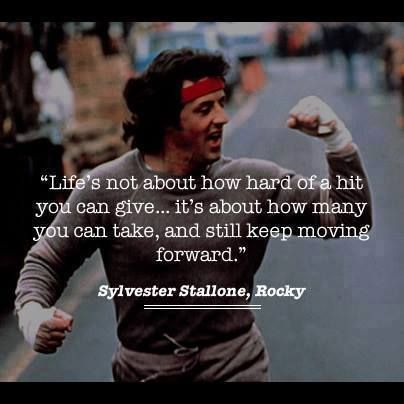 “Life’s not about how hard of a hit
you can give... it’s about how many
you can take, and still keep moving
forward.”
Sylvester Stallone, Rocky